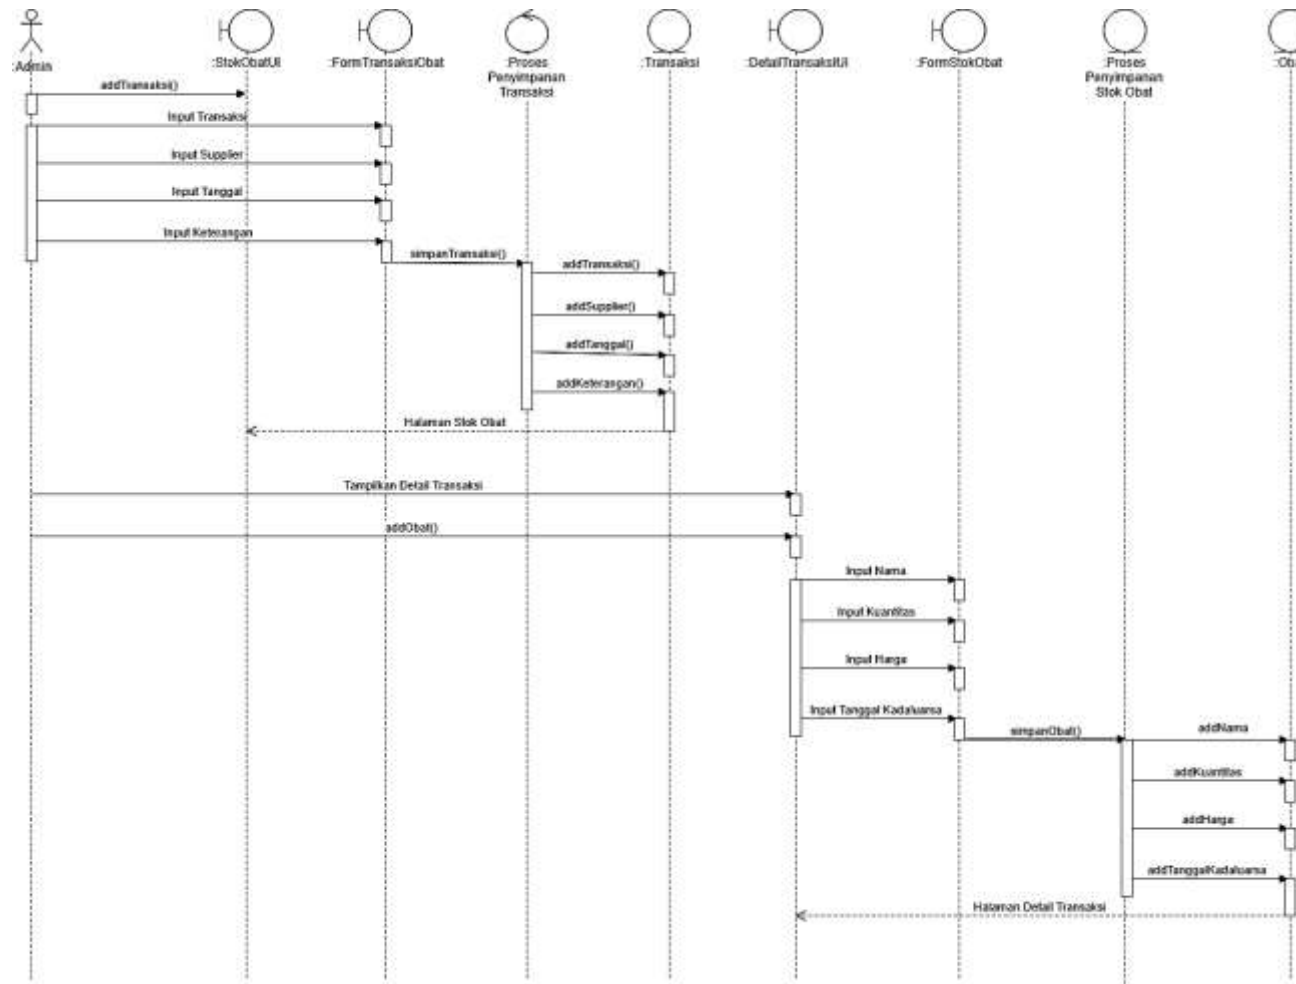 :Admin
:StokObatUI
:FormTransaksiObat
:Proses
Penyimpanan
Transaksi
:Transaksi
:DetailTransaksiUI
:FormStokObat
:Proses
Penyimpanan
Stok Obat
:Oba
addTransaksi()
Input Transaksi
Input Supplier
Input Tanggal
Input Keterangan
simpanTransaksi()
addTransaksi()
addSupplier()
addTanggal()
addKeterangan()
Halaman Stok Obat
Tampilkan Detail Transaksi
addObat()
Input Nama
Input Kuantitas
Input Harga
Input Tanggal Kadaluarsa
simpanObat()
addNama
addKuantitas
addHarga
addTanggalKadaluarsa
Halaman Detail Transaksi